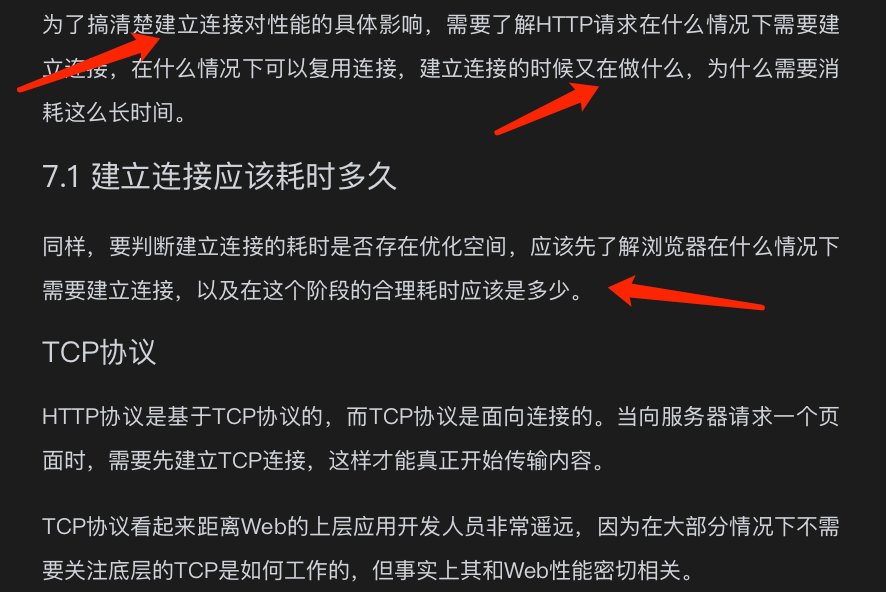 为了搞清楚建立连接对性能的具体影响，需要了解HTTP请求在什么情况下需要建
立连接，在什么情况下可以复用连接，建立连接的时候又在做什么，为什么需要消
耗这么长时间。
7.1 建立连接应该耗时多久
同样，要判断建立连接的耗时是否存在优化空间，应该先了解浏览器在什么情况下
需要建立连接，以及在这个阶段的合理耗时应该是多少。
TCP协议
HTTP协议是基于TCP协议的，而TCP协议是面向连接的。当向服务器请求一个页
面时，需要先建立TCP连接，这样才能真正开始传输内容。
TCP协议看起来距离Web的上层应用开发人员非常遥远，因为在大部分情况下不需
要关注底层的TCP是如何工作的，但事实上其和Web性能密切相关。